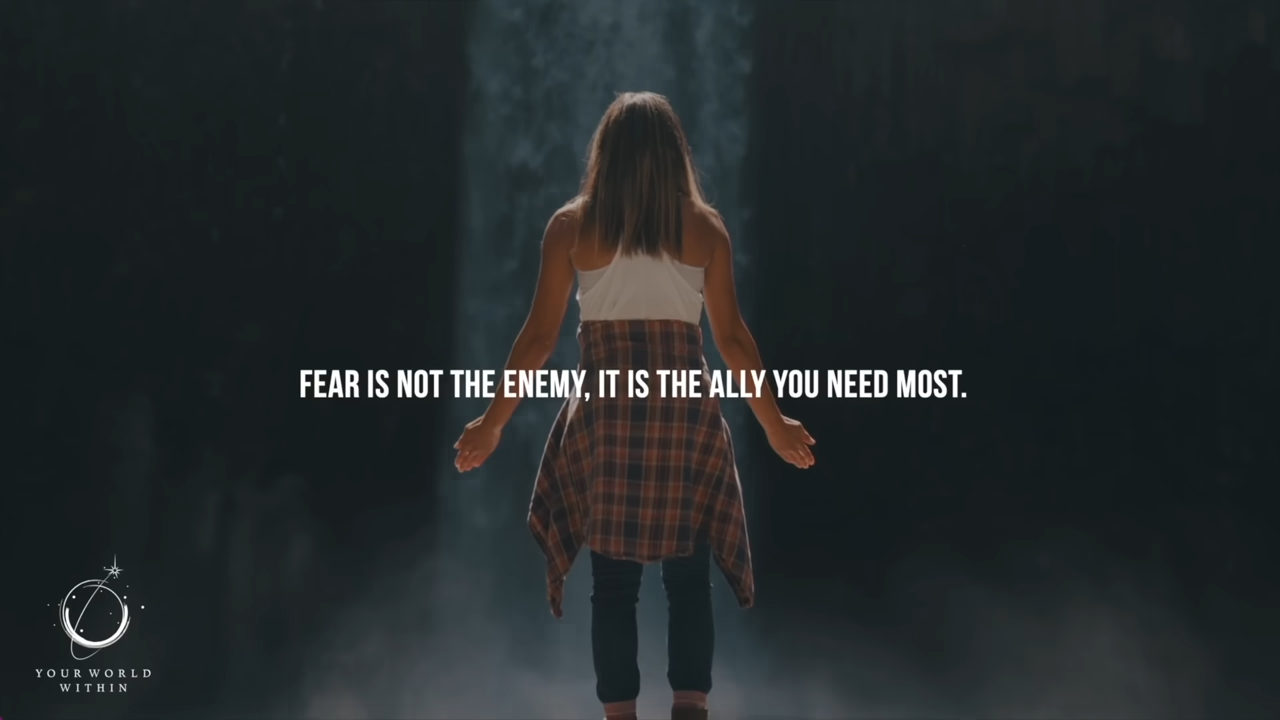 FEAR IS NOT THE ENEMY, IT IS THE ALLY YOU NEED MOST.
YOUR WORLD
WITHIN